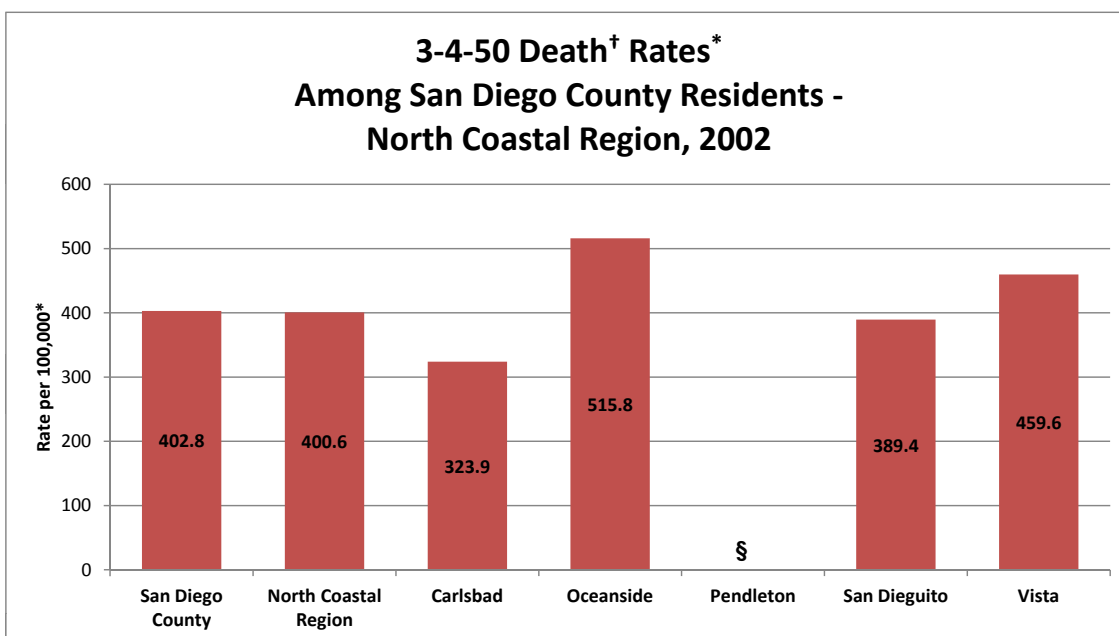 3-4-50 Death† Rates*
Among San Diego County Residents -
North Coastal Region, 2002
Rate per 100,000*
600
500
400
300
200
100
0
402.8
400.6
323.9
515.8
§
389.4
459.6
San Diego County
North Coastal Region
Carlsbad
Oceanside
Pendleton
San Dieguito
Vista